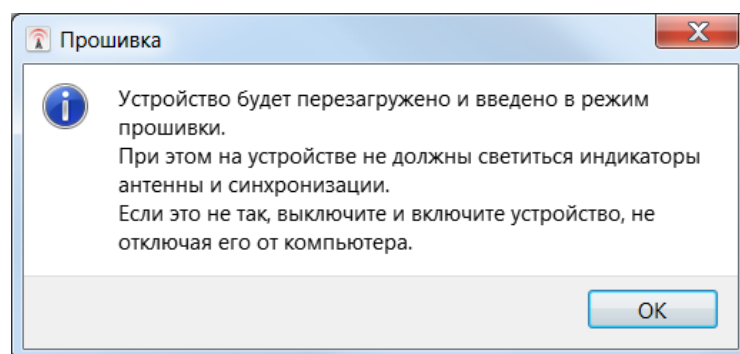 Прошивка
Устройство будет перезагружено и введено в режим
прошивки.
При этом на устройстве не должны светиться индикаторы
антенны и синхронизации.
Если это не так, выключите и включите устройство, не
отключая его от компьютера.
ОК